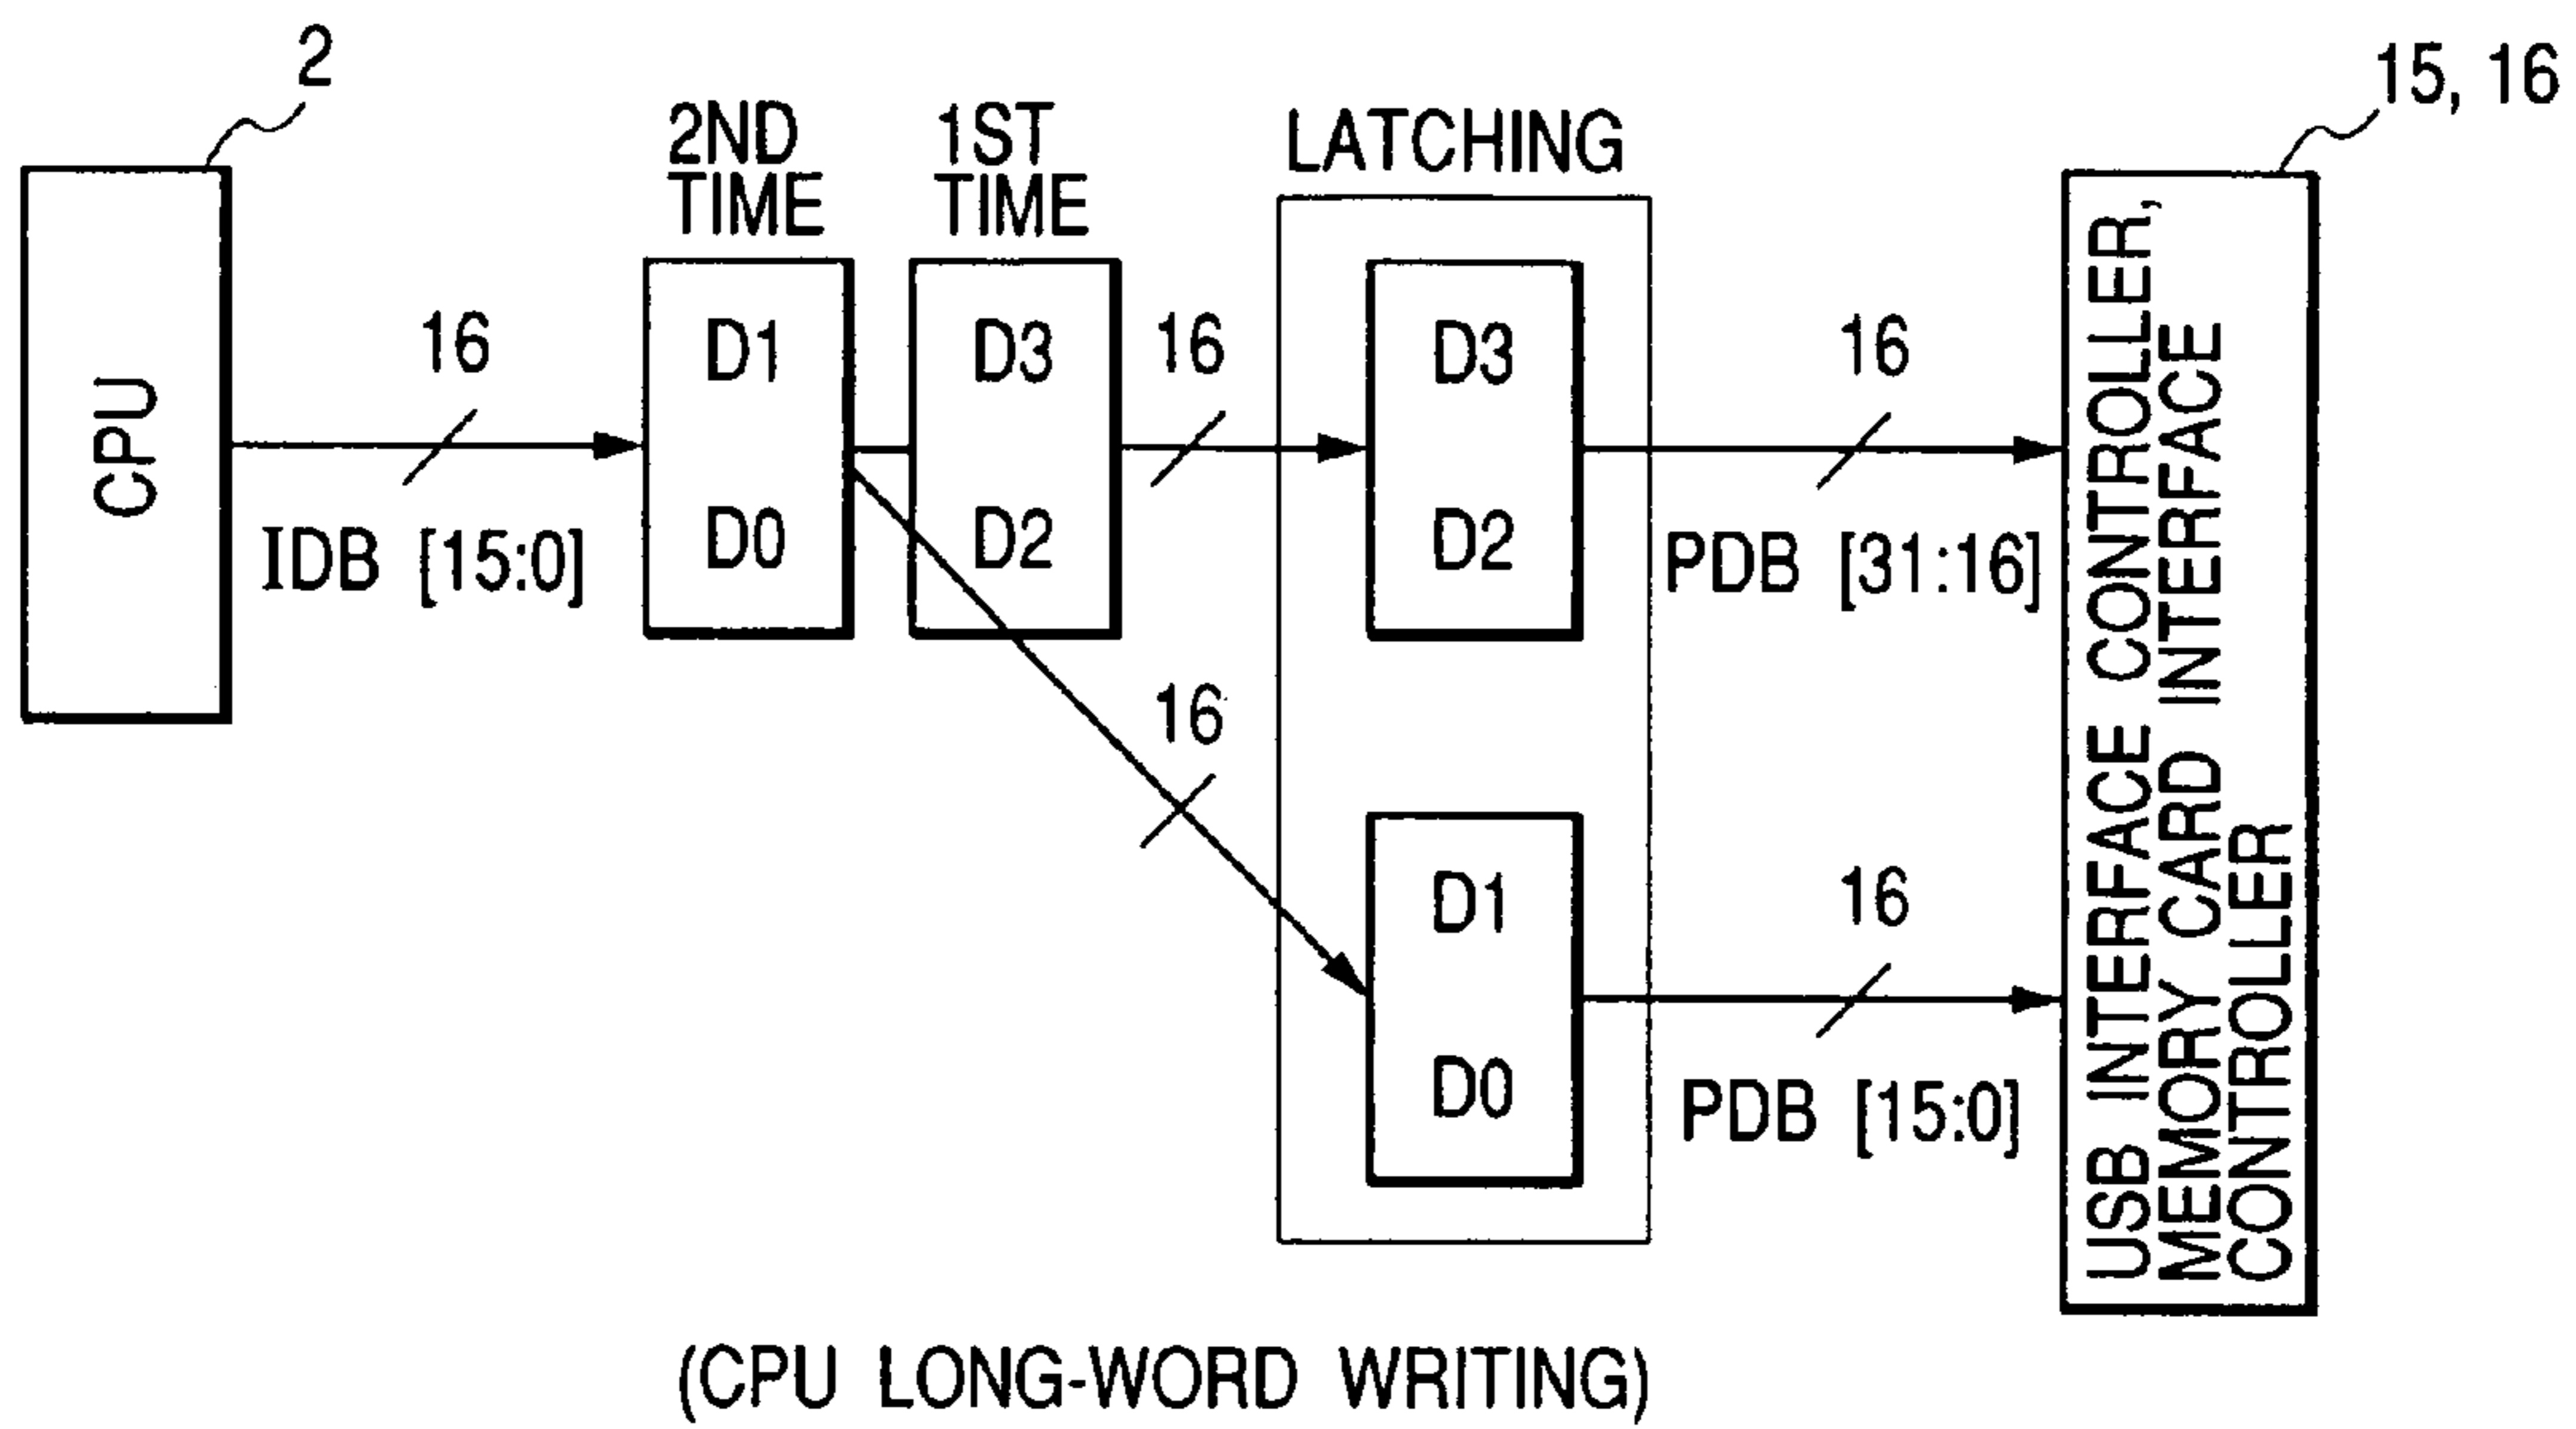 2
15, 16
2ND
TIME
1ST
TIME
LATCHING
CPU
16
IDB [15:0]
D1
D0
D3
D2
16
16
D3
D2
D1
D0
16
PDB [31:16]
16
PDB [15:0]
USB INTERFACE CONTROLLER,
MEMORY CARD INTERFACE
CONTROLLER
(CPU LONG-WORD WRITING)